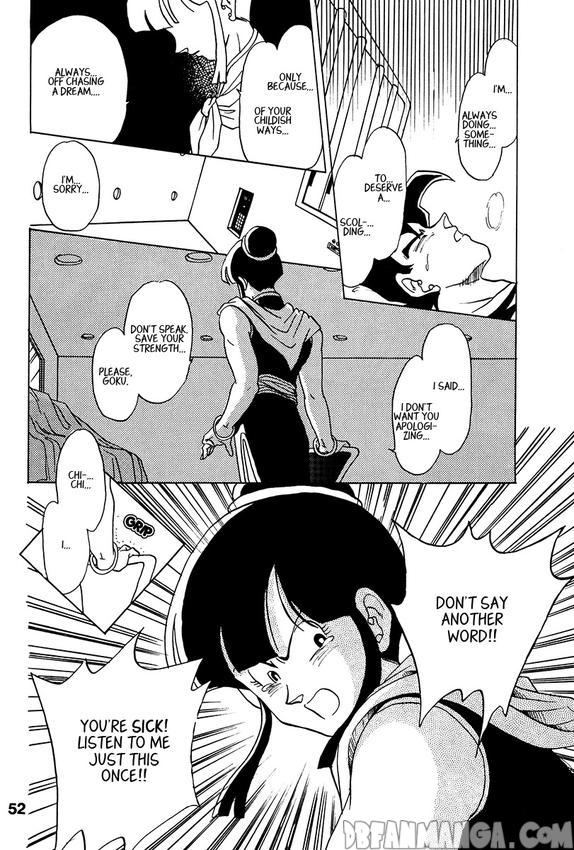 I'M...
ALWAYS
DOING...
SOME-
THING...
TO...
DESERVE
A...
SCOL-
DING...
ONLY
BECAUSE...
OF YOUR
CHILDISH
WAYS...
ALWAYS...
OFF CHASING
A DREAM....
I'M...
SORRY...
I SAID...
I DON'T
WANT YOU
APOLOGI-
ZING...
DON'T SPEAK,
SAVE YOUR
STRENGTH...
PLEASE,
GOKU.
CHI-
CHI...
I...
GRIP
DON'T SAY
ANOTHER
WORD!!
YOU'RE SICK!
LISTEN TO ME
JUST THIS
ONCE!!
52
DBFANMANGA.COM